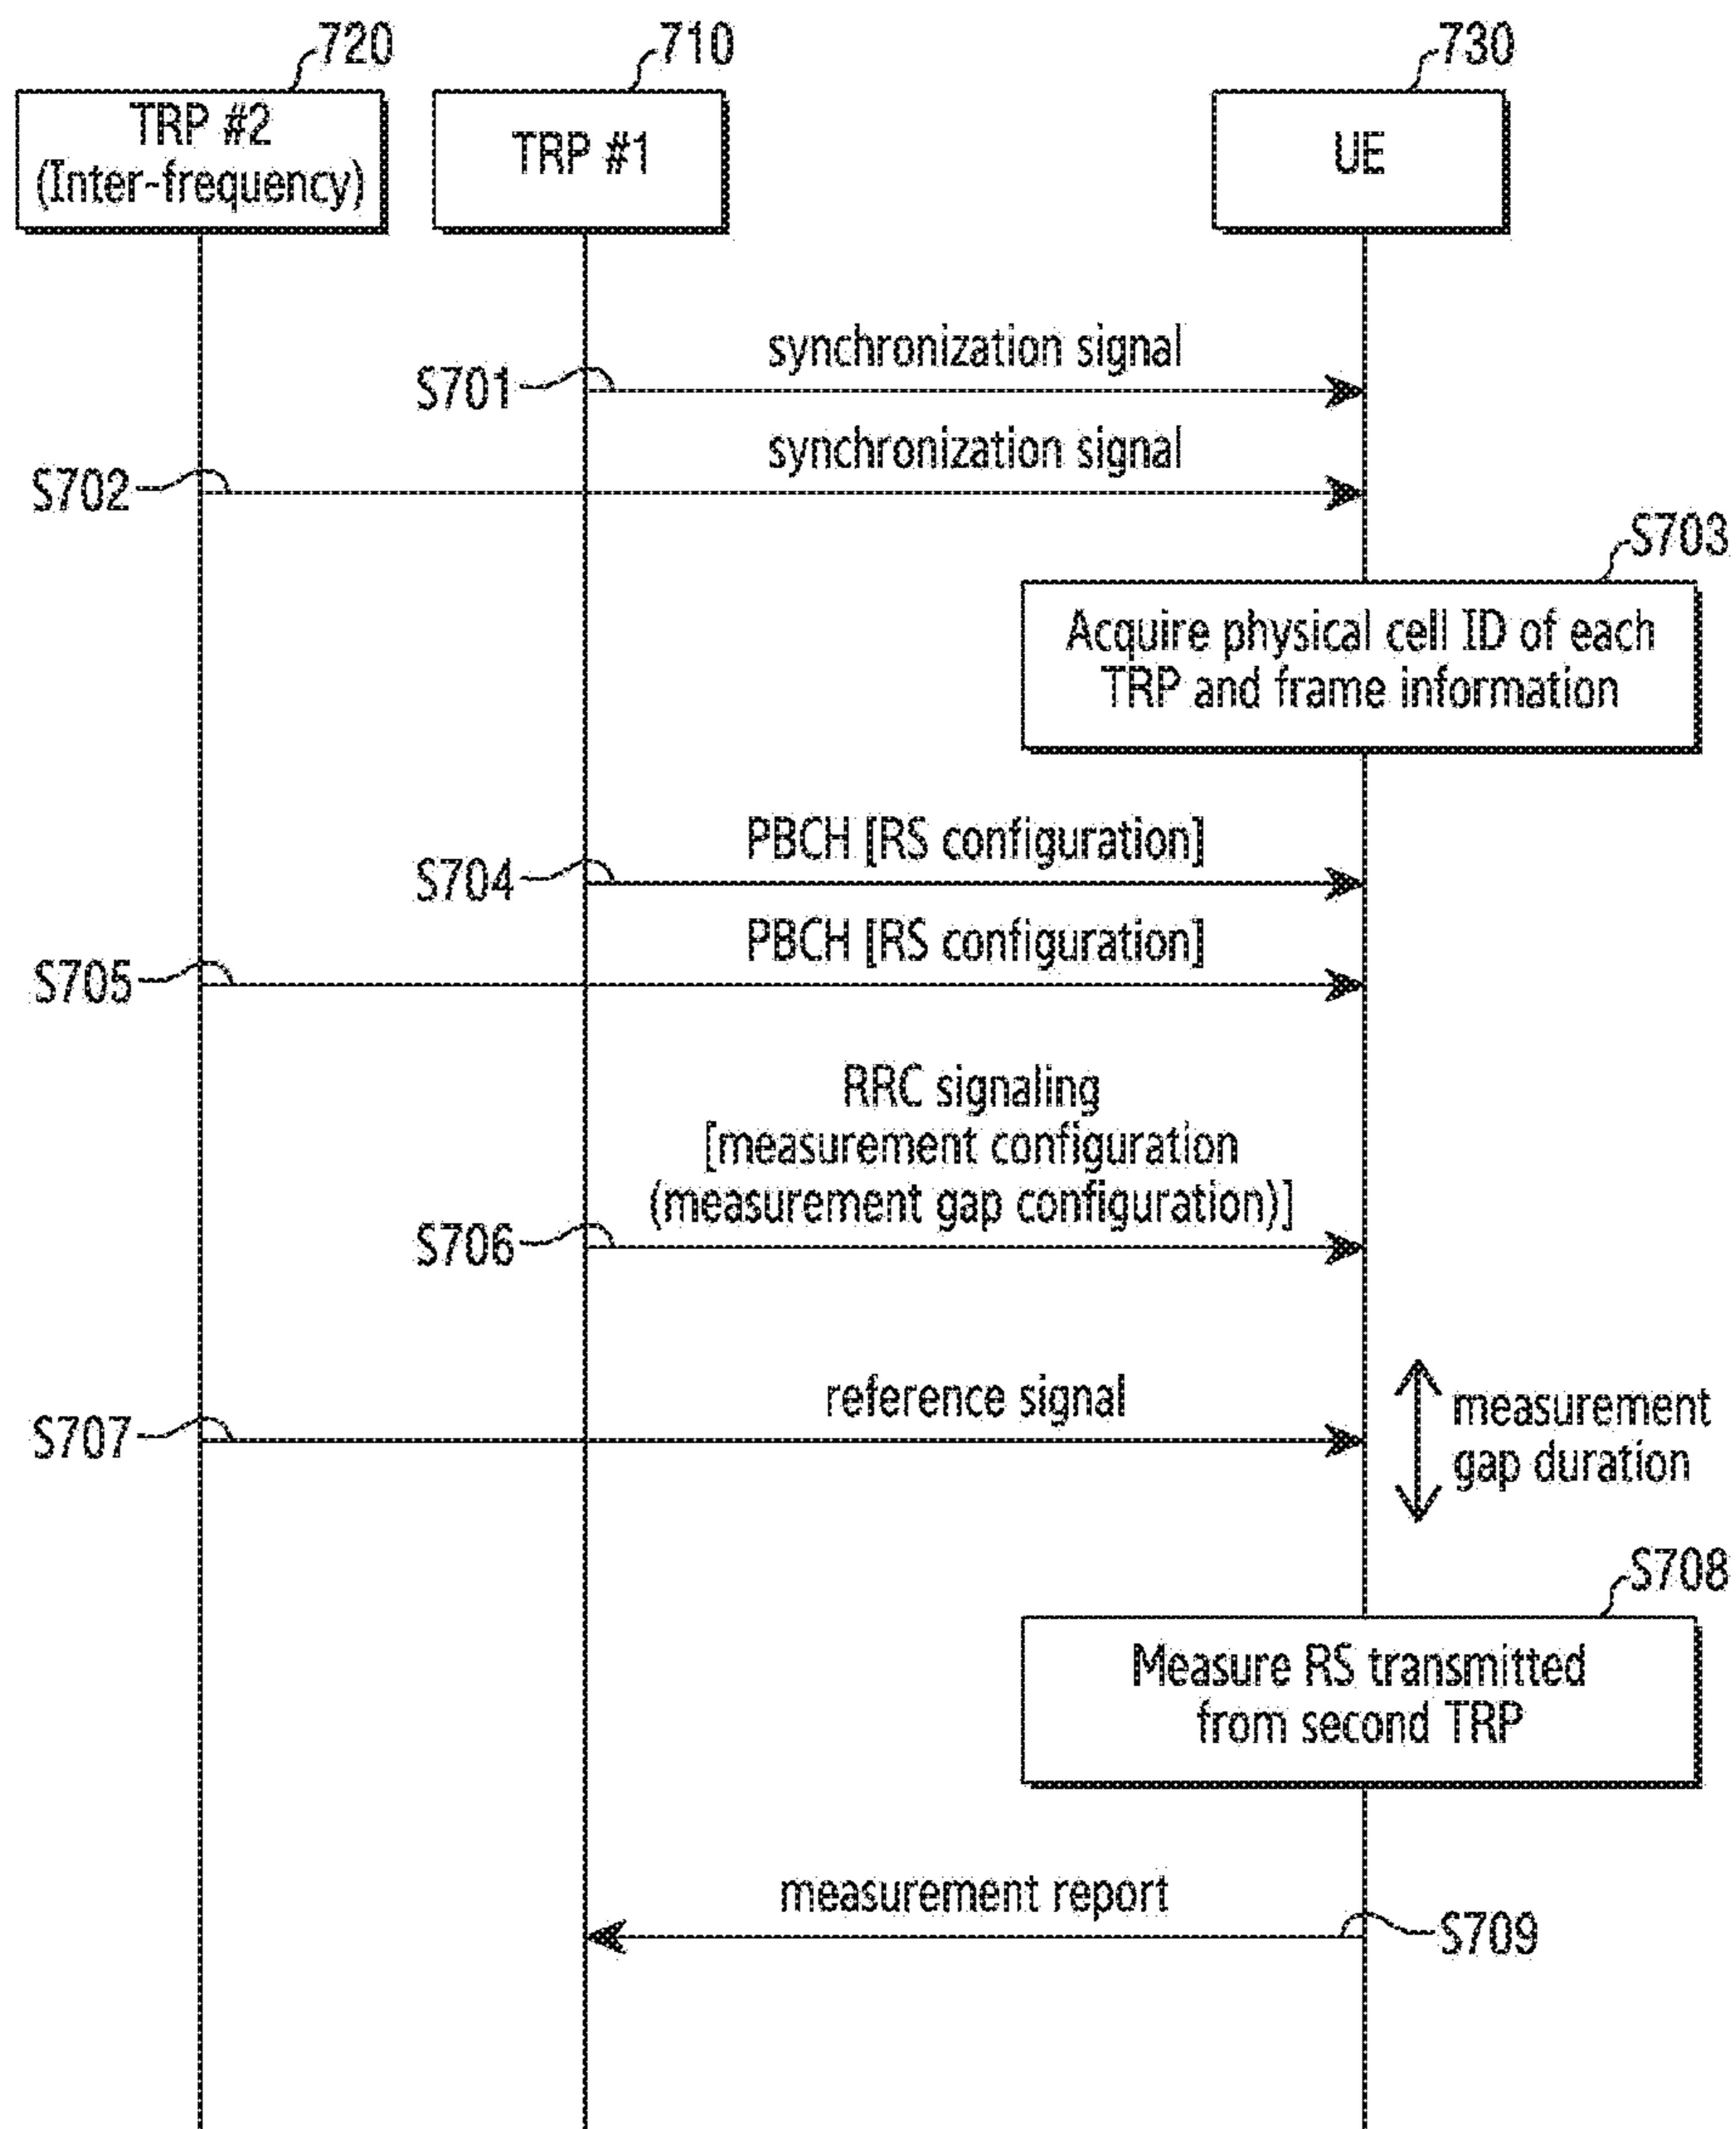 720
710
730
TRP #2
(Inter-frequency)
TRP #1
UE
synchronization signal
S701
synchronization signal
S702
S703
Acquire physical cell ID of each
TRP and frame information
PBCH [RS configuration]
S704
PBCH [RS configuration]
S705
RRC signaling
[measurement configuration
(measurement gap configuration)]
S706
reference signal
S707
measurement
gap duration
S708
Measure RS transmitted
from second TRP
measurement report
S709